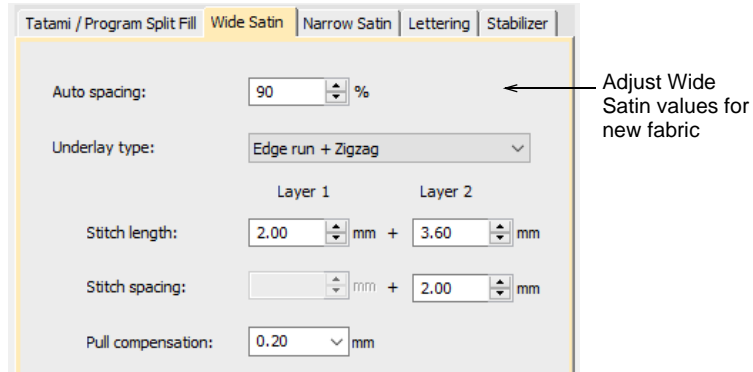 Tatami / Program Split Fill Wide Satin Narrow Satin Lettering Stabilizer
Auto spacing: 90 %
Adjust Wide
Satin values for
new fabric
Underlay type: Edge run + Zigzag
Layer 1 Layer 2
Stitch length: 2.00 mm + 3.60 mm
Stitch spacing: mm + 2.00 mm
Pull compensation: 0.20 mm